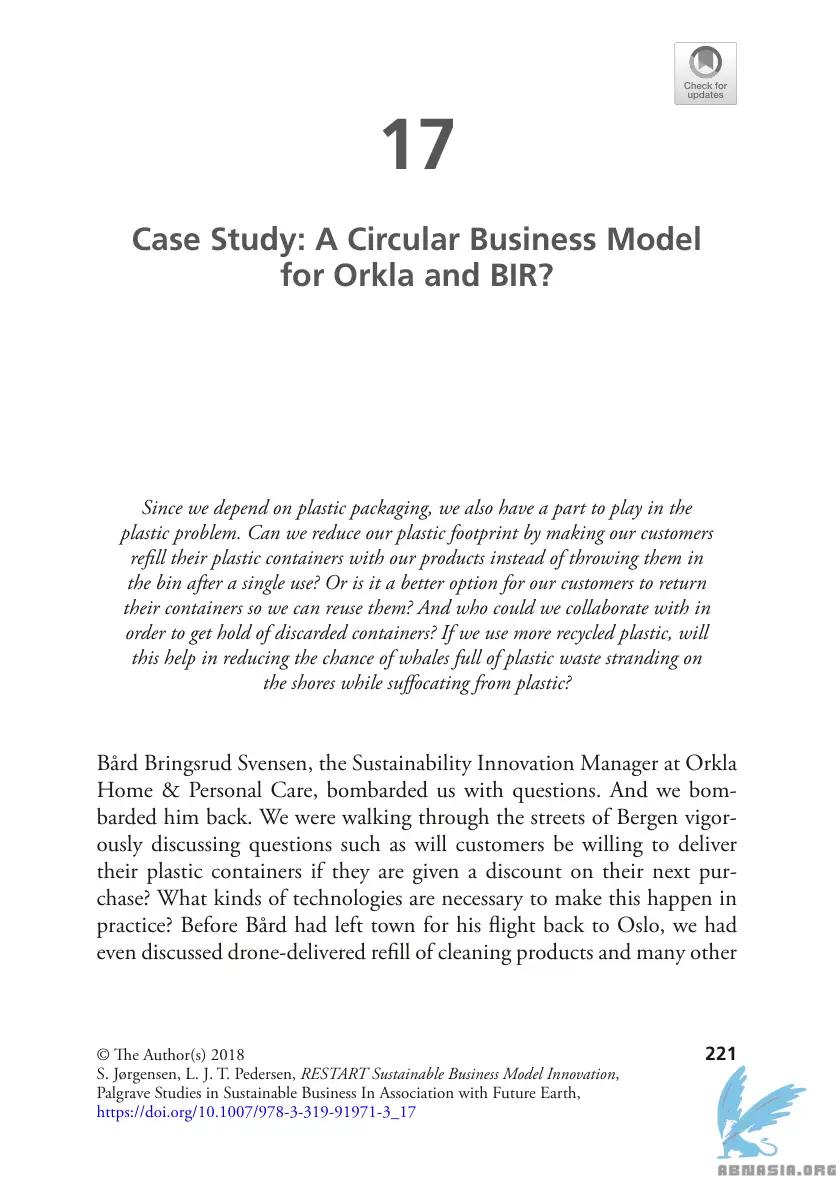 Check for
updates
17
Case Study: A Circular Business Model
for Orkla and BIR?
Since we depend on plastic packaging, we also have a part to play in the
plastic problem. Can we reduce our plastic footprint by making our customers
refill their plastic containers with our products instead of throwing them in
the bin after a single use? Or is it a better option for our customers to return
their containers so we can reuse them? And who could we collaborate with in
order to get hold of discarded containers? If we use more recycled plastic, will
this help in reducing the chance of whales full of plastic waste stranding on
the shores while suffocating from plastic?
Bård Bringsrud Svensen, the Sustainability Innovation Manager at Orkla
Home & Personal Care, bombarded us with questions. And we bom-
barded him back. We were walking through the streets of Bergen vigor-
ously discussing questions such as will customers be willing to deliver
their plastic containers if they are given a discount on their next pur-
chase? What kinds of technologies are necessary to make this happen in
practice? Before Bård had left town for his flight back to Oslo, we had
even discussed drone-delivered refill of cleaning products and many other
© The Author(s) 2018
221
S. Jørgensen, L. J. T. Pedersen, RESTART Sustainable Business Model Innovation,
Palgrave Studies in Sustainable Business In Association with Future Earth,
https://doi.org/10.1007/978-3-319-91971-3_17
ABNASIA.ORG